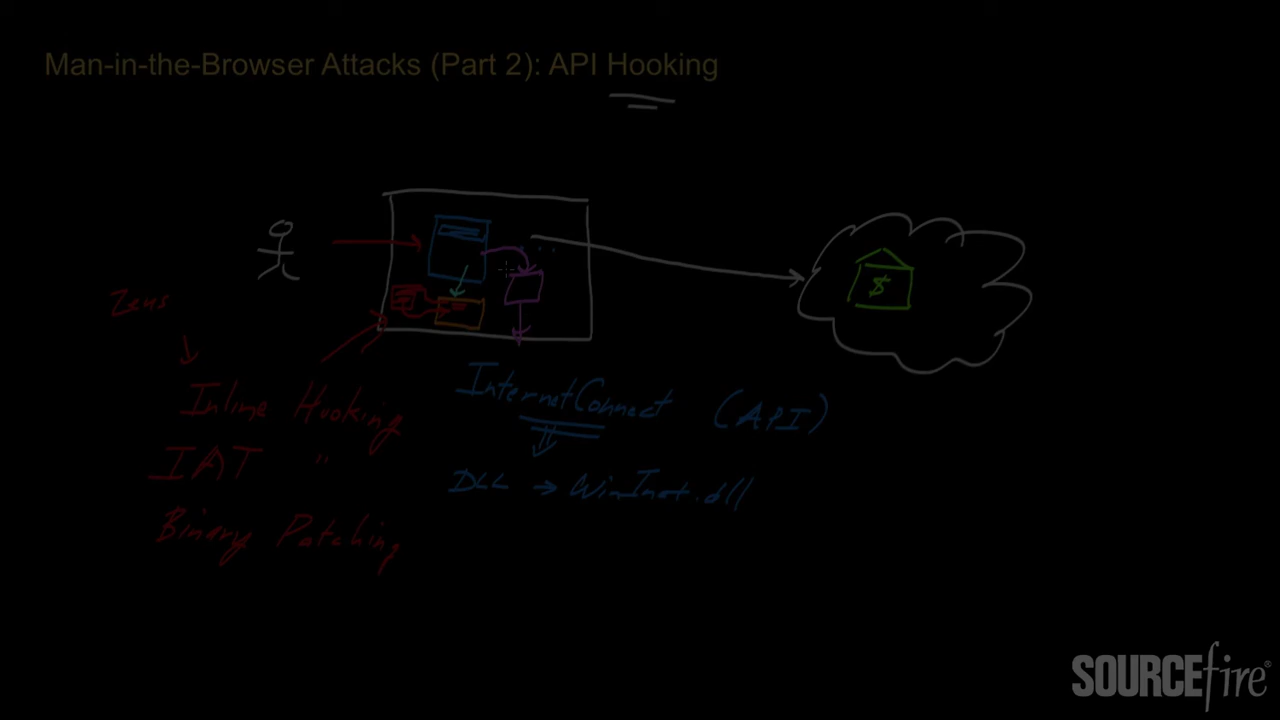 Man-in-the-Browser Attacks (Part 2): API Hooking
$
Zeus
Inline Hooking
InternetConnect (API)
IAT "
DLL → WinInet.dll
Binary Patching
SOURCEfire®